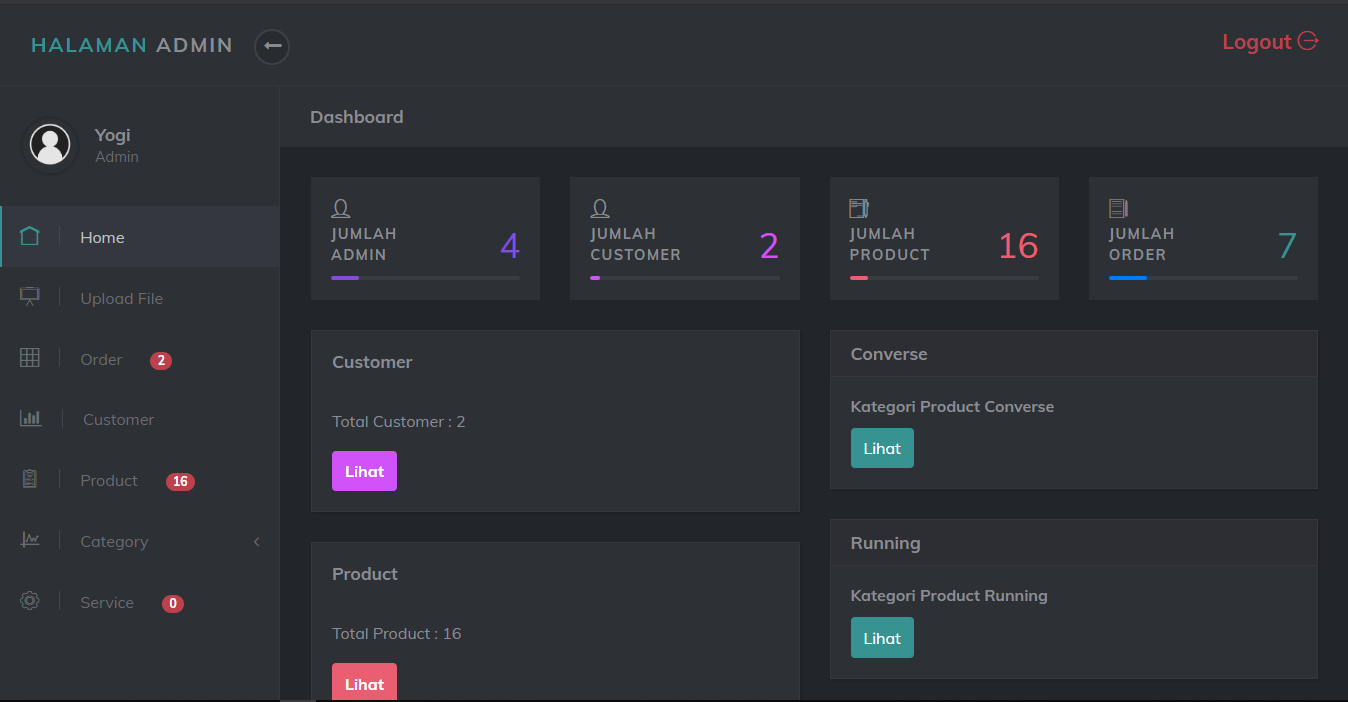 HALAMAN ADMIN
Logout
Yogi
Admin
Home
Upload File
Order 2
Customer
Product 16
Category
Service 0
Dashboard
JUMLAH
ADMIN 4
JUMLAH
CUSTOMER 2
JUMLAH
PRODUCT 16
JUMLAH
ORDER 7
Customer
Total Customer : 2
Lihat
Product
Total Product : 16
Lihat
Converse
Kategori Product Converse
Lihat
Running
Kategori Product Running
Lihat